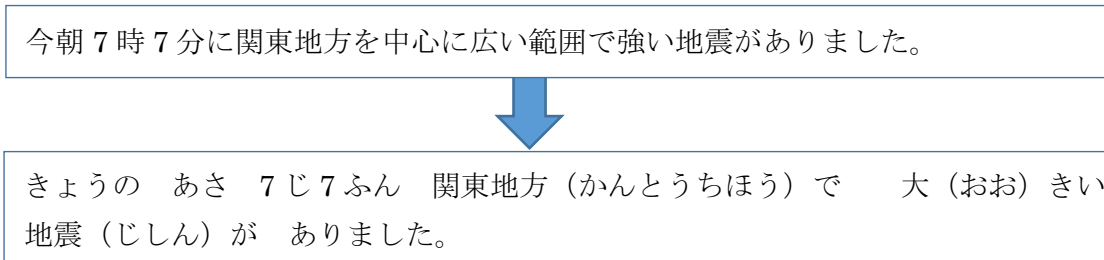 今朝 7 時 7 分に関東地方を中心に広い範囲で強い地震がありました。
きょうの　あさ　7 じ 7 ふん　関東地方（かんとうちほう）で　　大（おお）きい
地震（じしん）が　ありました。